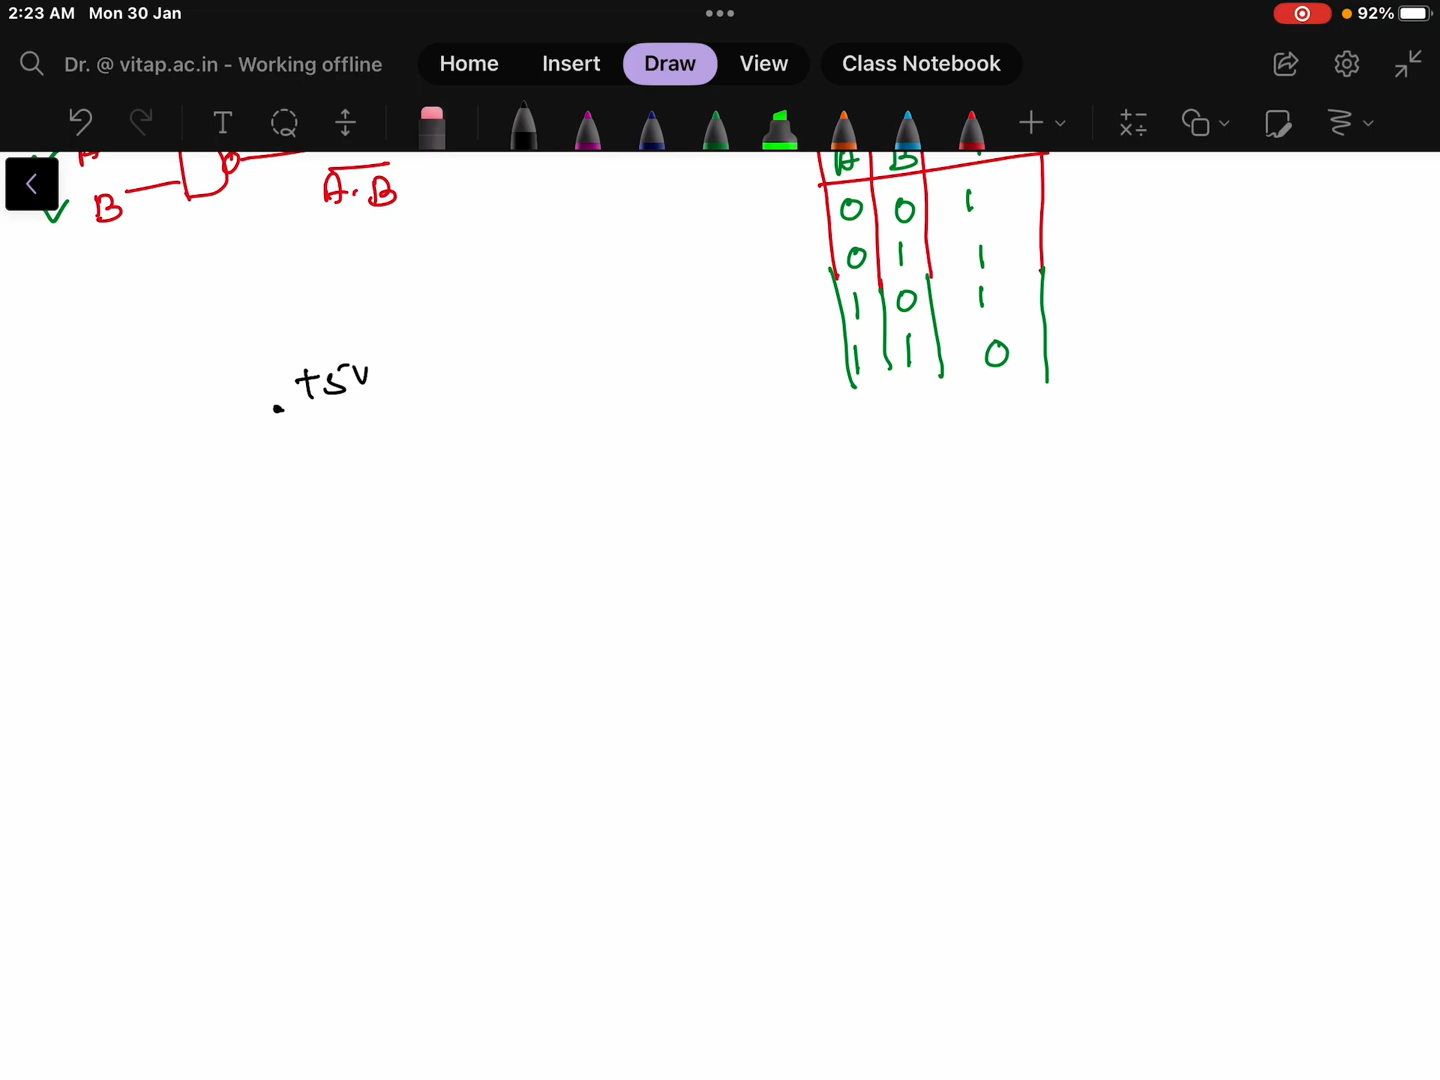 2:23 AM Mon 30 Jan
92%
Dr. @ vitap.ac.in - Working offline
Home Insert Draw View Class Notebook
T
A
B
A.B
A B
0 0 1
0 1 1
1 0 1
1 1 0
+5V